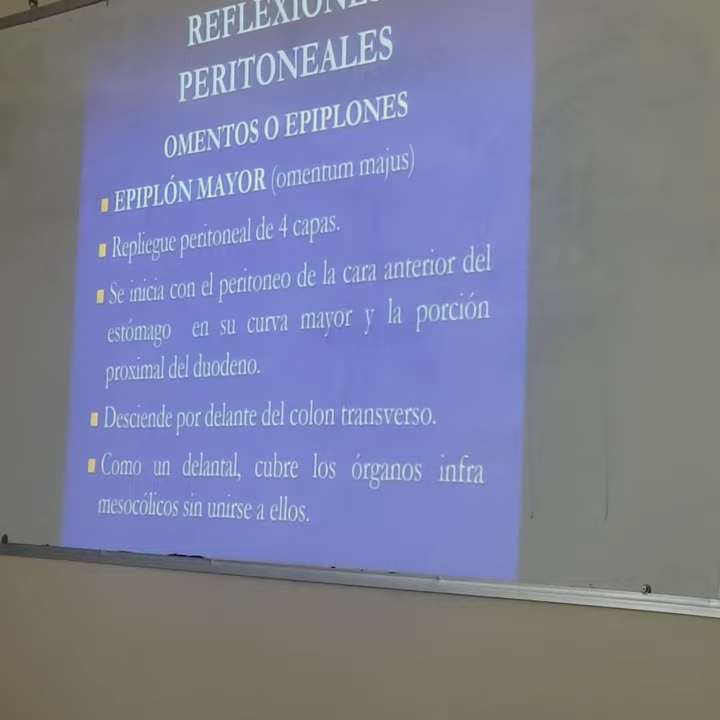 REFLEXIONES
PERITONEALES
OMENTOS O EPIPLONES
EPIPLÓN MAYOR (omentum majus)
Repliegue peritoneal de 4 capas.
Se inicia con el peritoneo de la cara anterior del
estómago en su curva mayor y la porción
proximal del duodeno.
Desciende por delante del colon transverso.
Como un delantal, cubre los órganos infra
mesocólicos sin unirse a ellos.